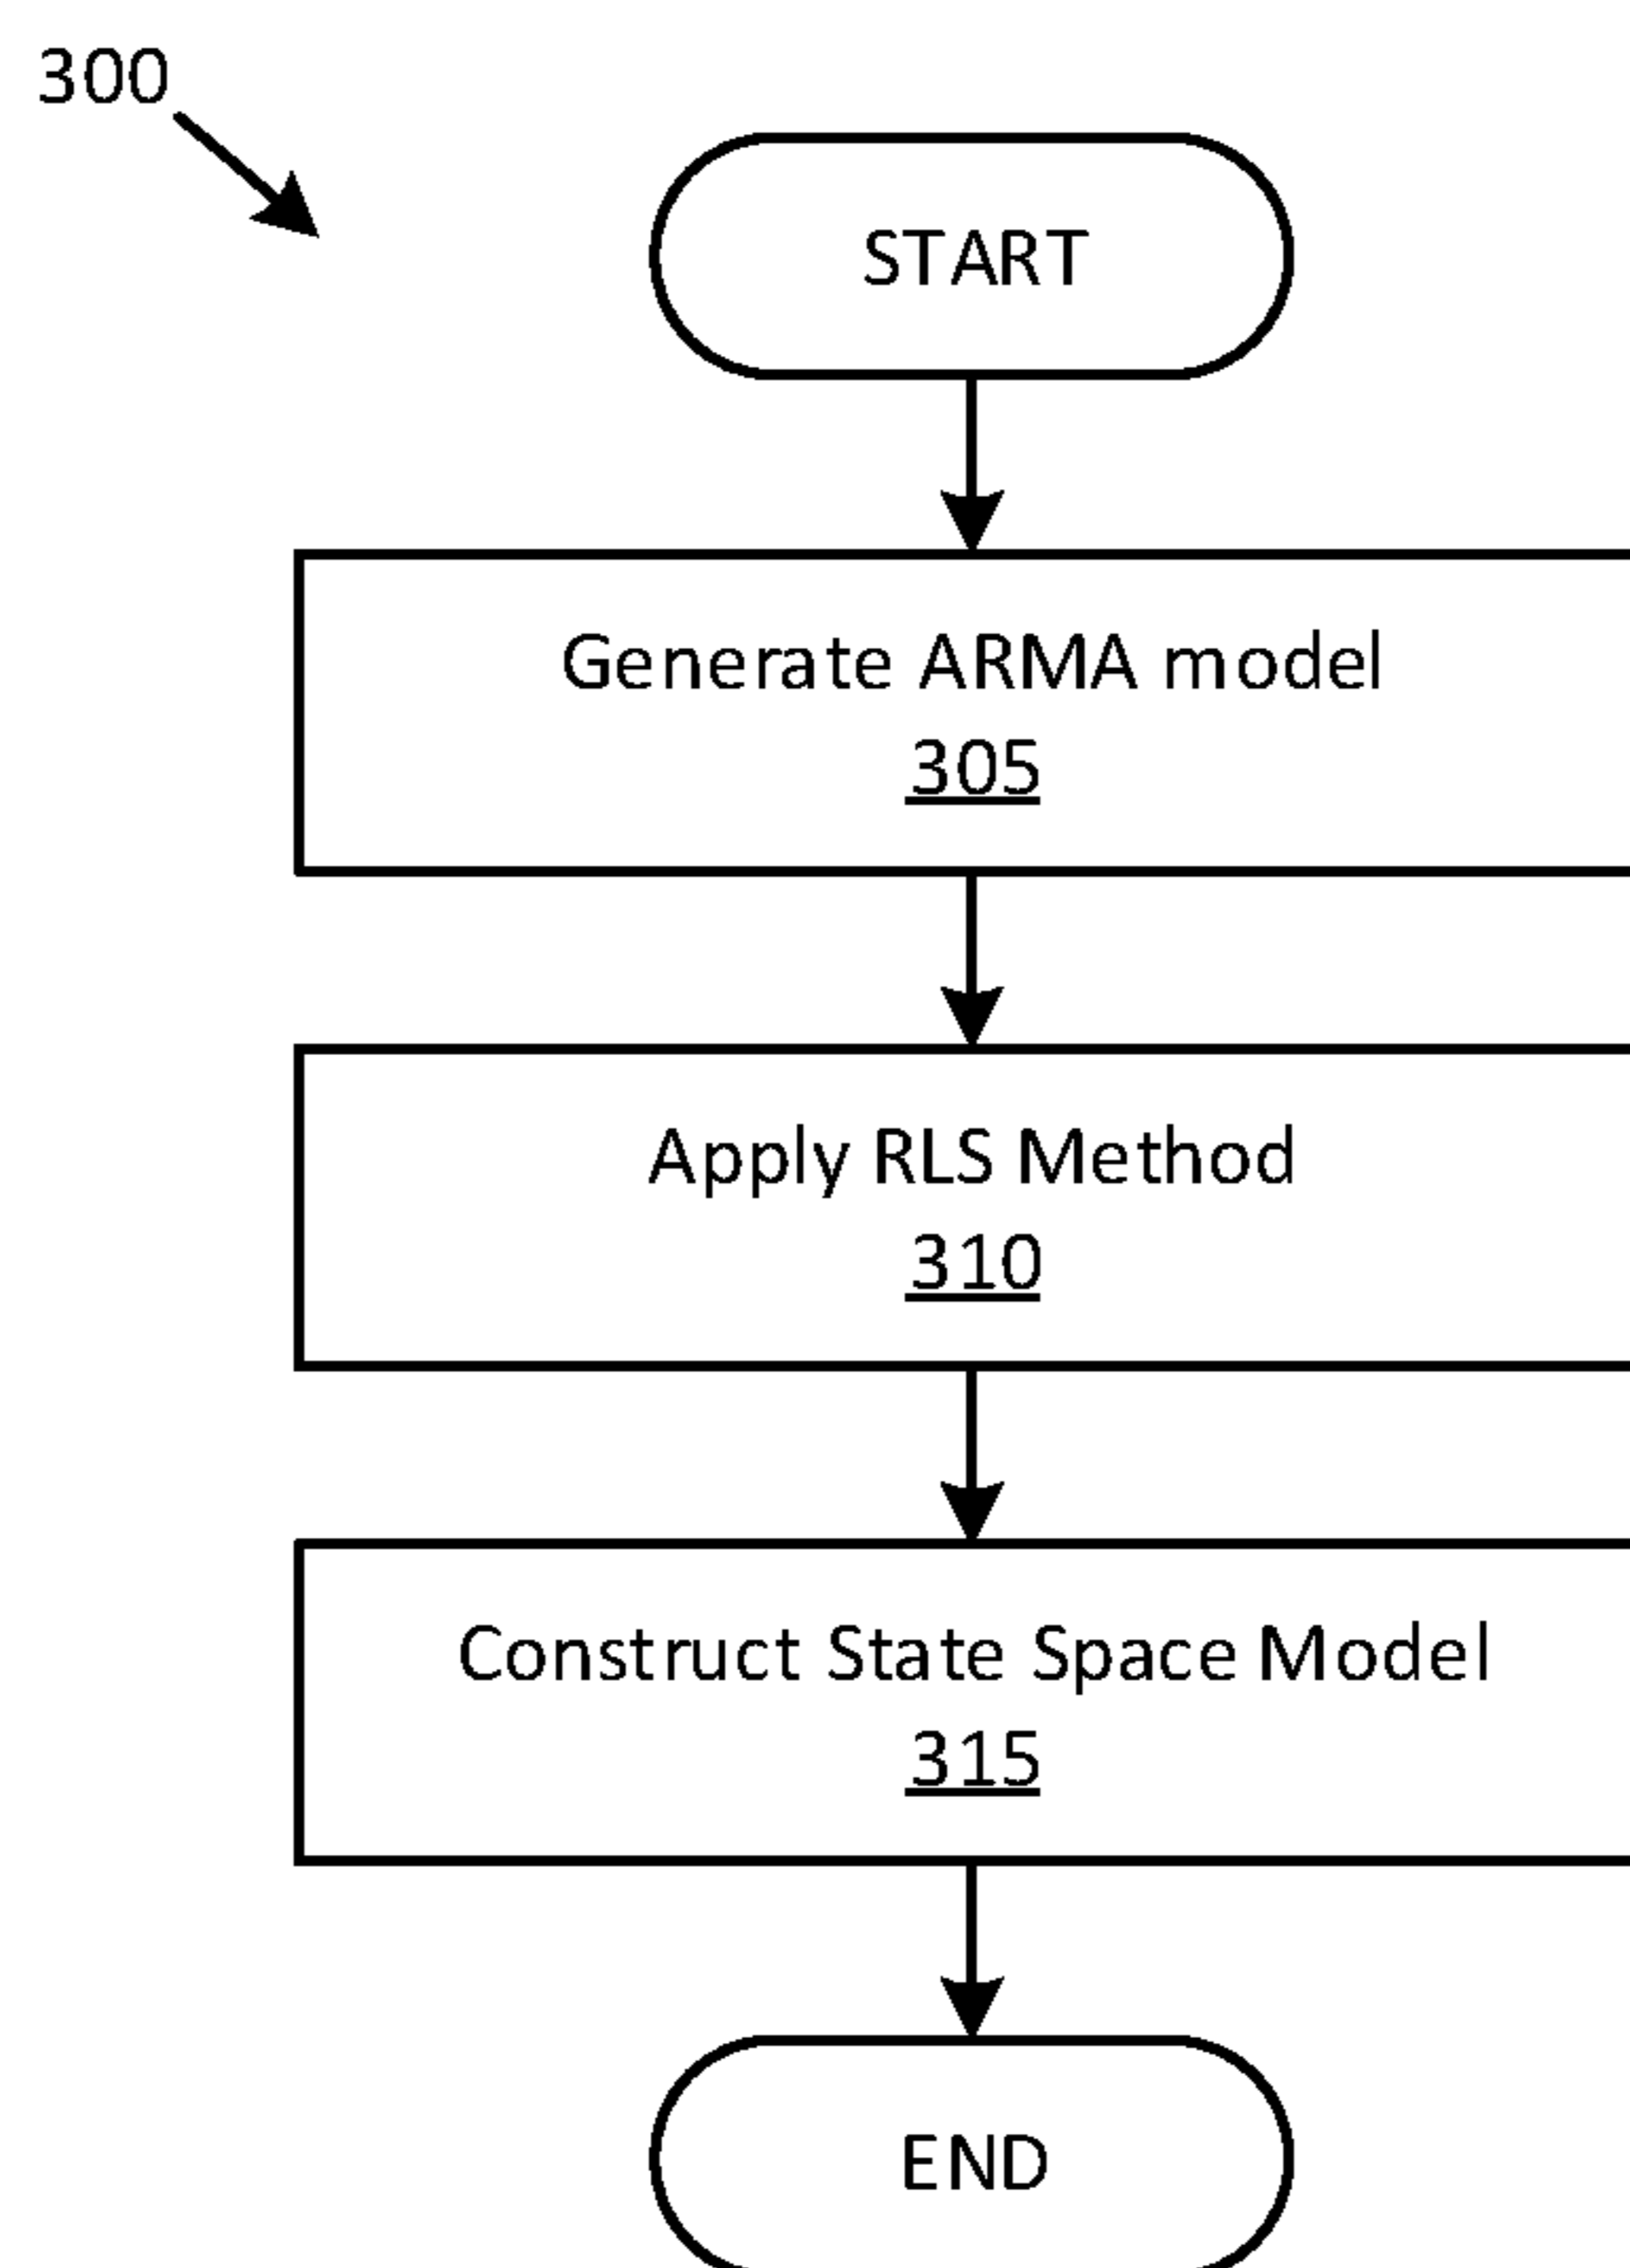 300
START
Generate ARMA model
305
Apply RLS Method
310
Construct State Space Model
315
END